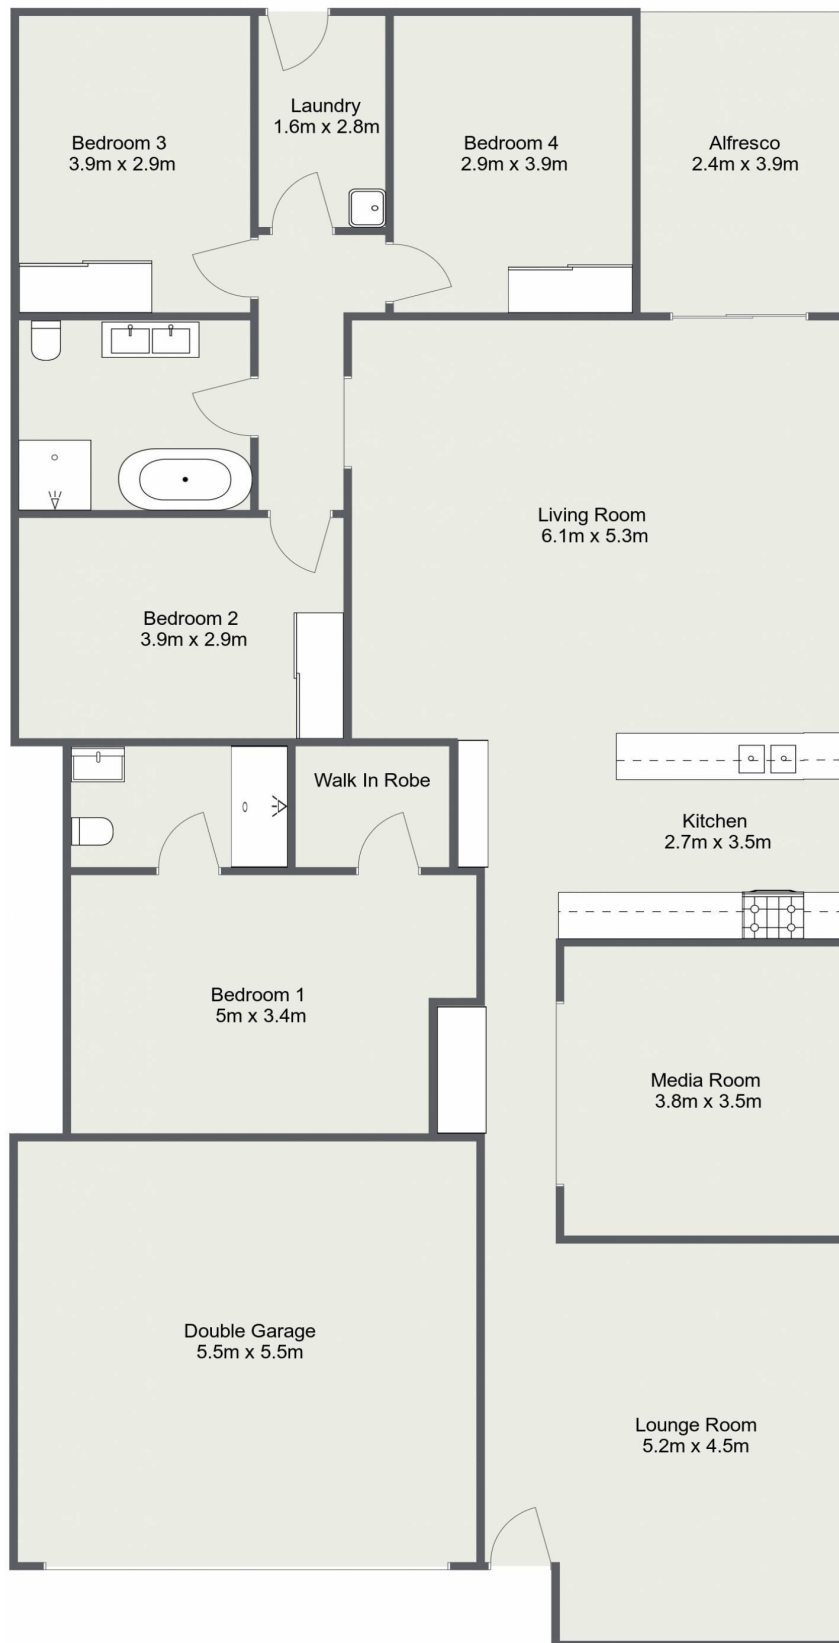 Laundry
1.6m x 2.8m
Bedroom 3
3.9m x 2.9m
Bedroom 4
2.9m x 3.9m
Alfresco
2.4m x 3.9m
Living Room
6.1m x 5.3m
Bedroom 2
3.9m x 2.9m
Walk In Robe
Kitchen
2.7m x 3.5m
Bedroom 1
5m x 3.4m
Media Room
3.8m x 3.5m
Double Garage
5.5m x 5.5m
Lounge Room
5.2m x 4.5m